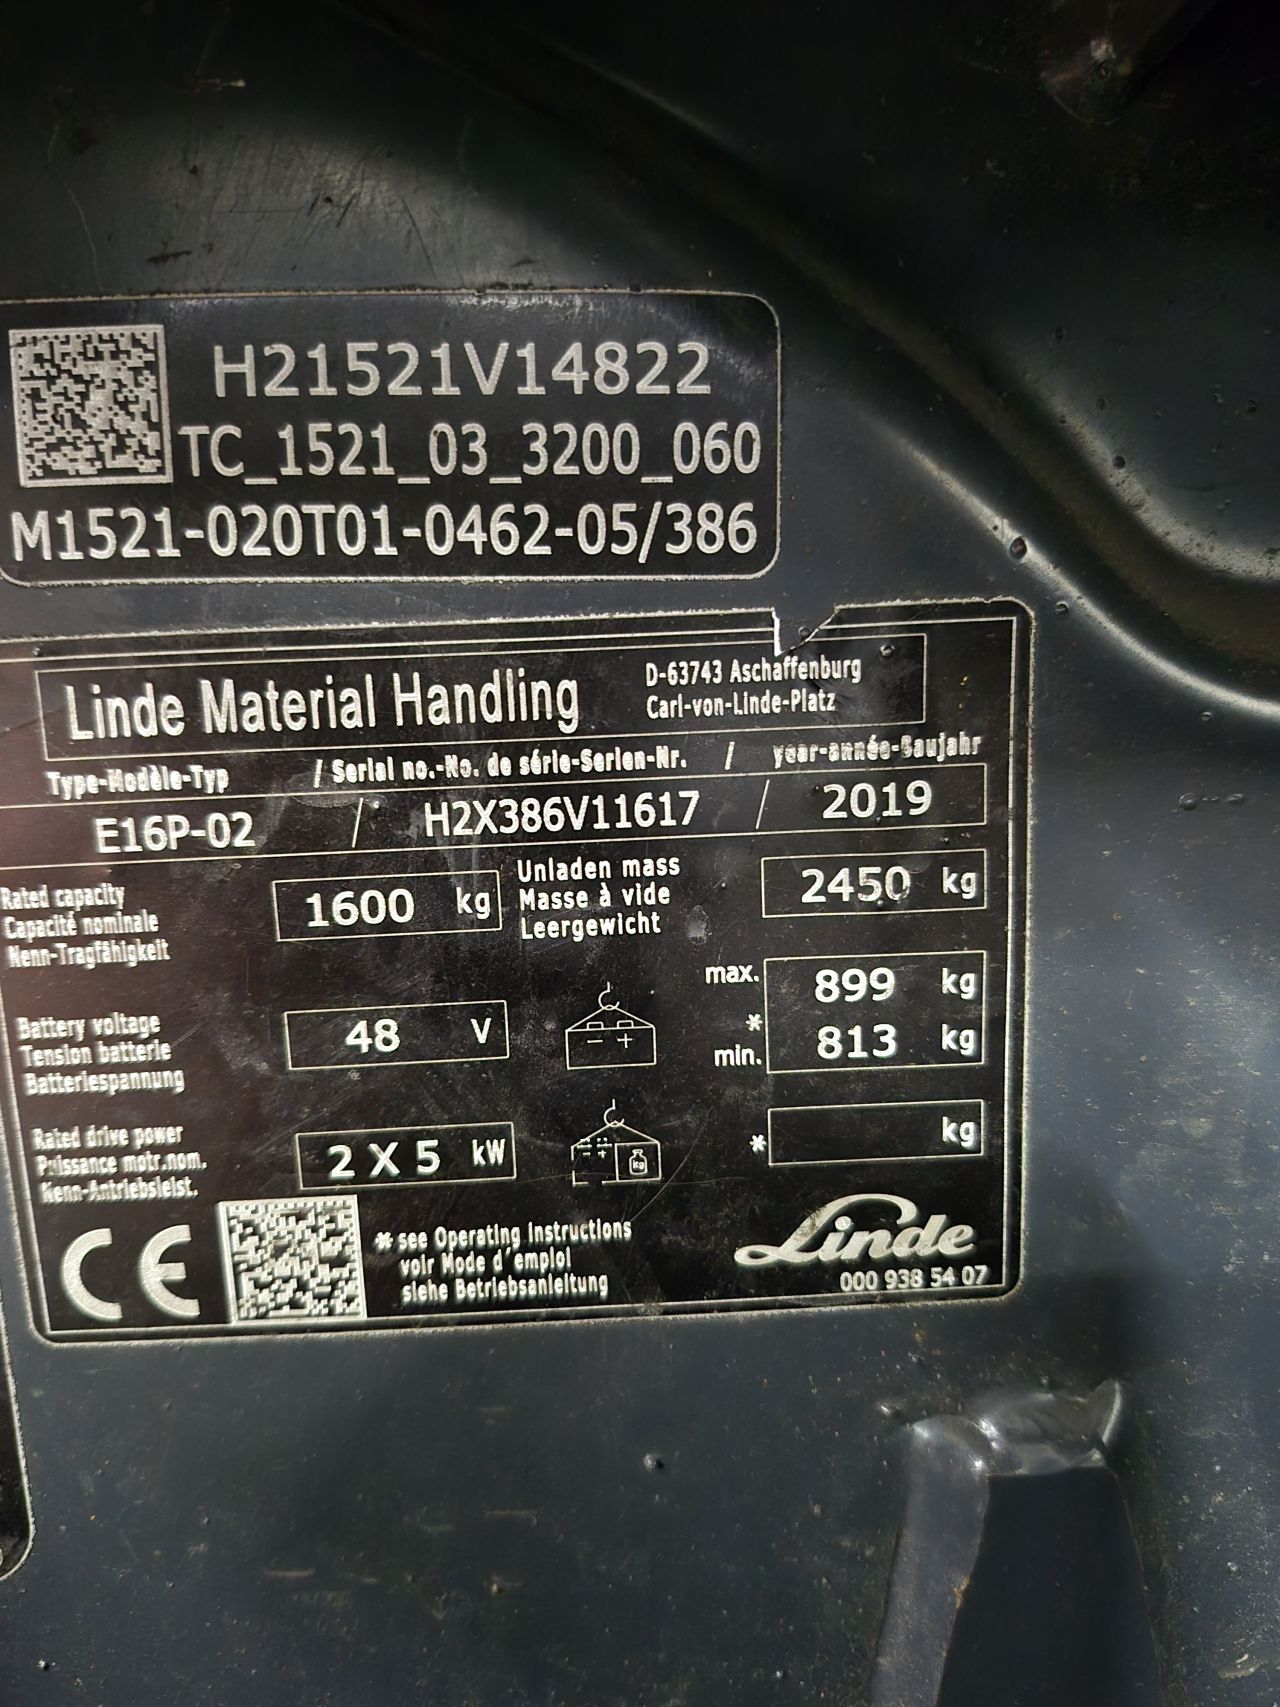 H21521V14822
TC_1521_03_3200_060
M1521-020T01-0462-05/386
Linde Material Handling
D-63743 Aschaffenburg
Carl-von-Linde-Platz
Type-Modèle-Typ / Serial no.-No. de série-Serien-Nr. / year-année-Baujahr
E16P-02 / H2X386V11617 / 2019
Rated capacity
Capacité nominale
Nenn-Tragfähigkeit
1600 kg
Unladen mass
Masse à vide
Leergewicht
2450 kg
Battery voltage
Tension batterie
Batteriespannung
48 V
max. 899 kg
*
min. 813 kg
Rated drive power
Puissance motr.nom.
Nenn-Antriebsleist.
2 X 5 kW
kg
* kg
CE
* see Operating instructions
voir Mode d'emploi
siehe Betriebsanleitung
Linde
000 938 54 07